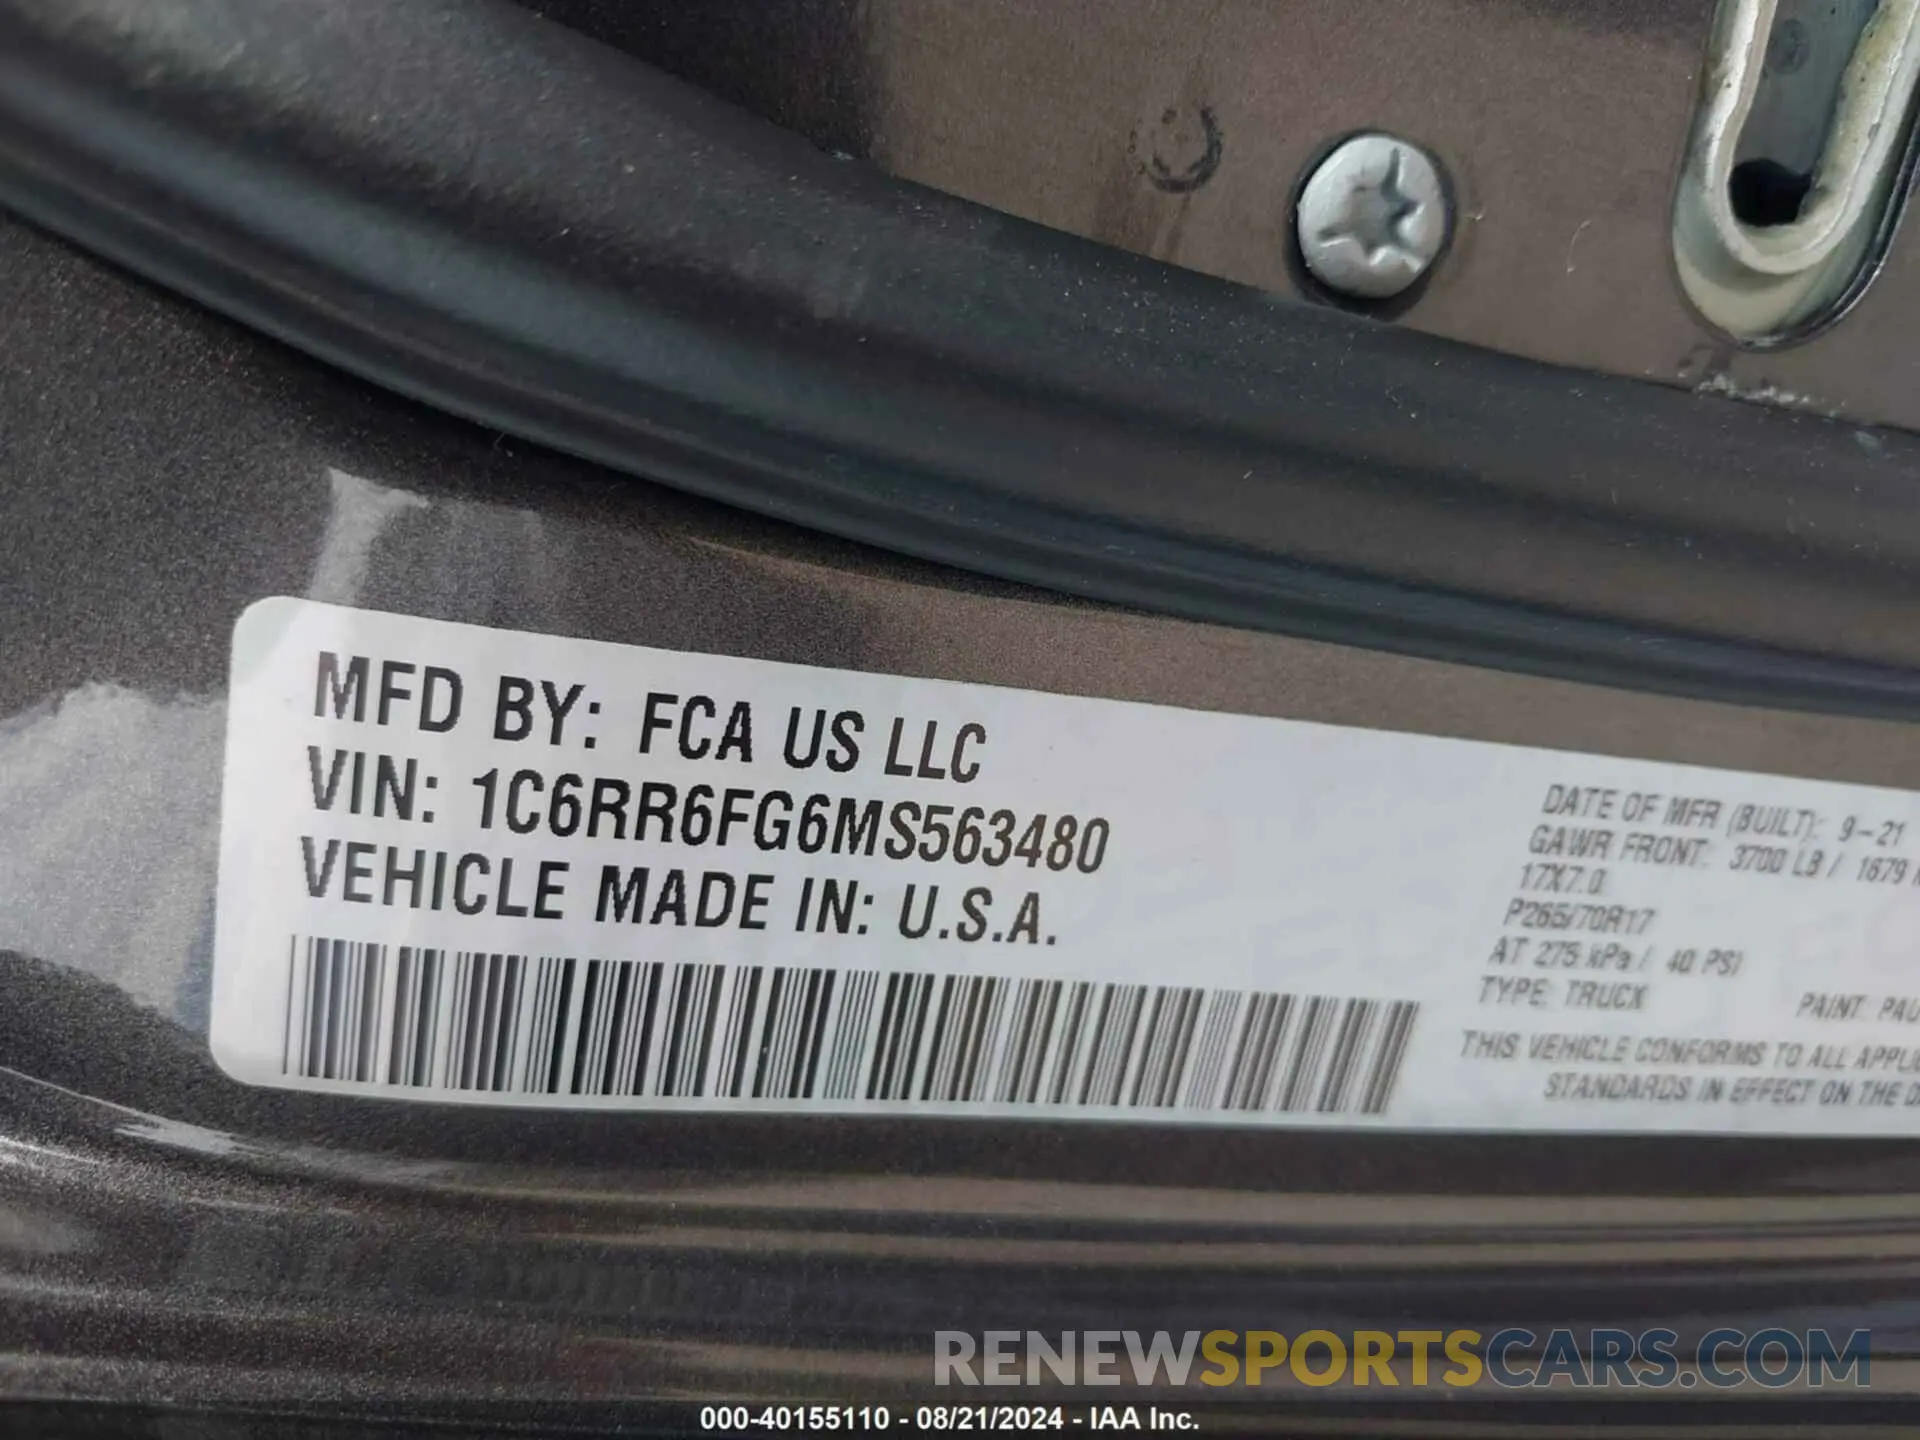 MFD BY: FCA US LLC
VIN: 1C6RR6FG6MS563480
VEHICLE MADE IN: U.S.A.
DATE OF MFR (BUILT): 9-21
GAWR FRONT: 3700 LB / 1679
17X7.0
P265/70R17
AT 275 kPa / 40 PSI
TYPE: TRUCK
PAINT: PAU
THIS VEHICLE CONFORMS TO ALL
STANDARDS IN EFFECT ON THE
RENEWSPORTSCARS.COM
000-40155110 - 08/21/2024 - IAA Inc.